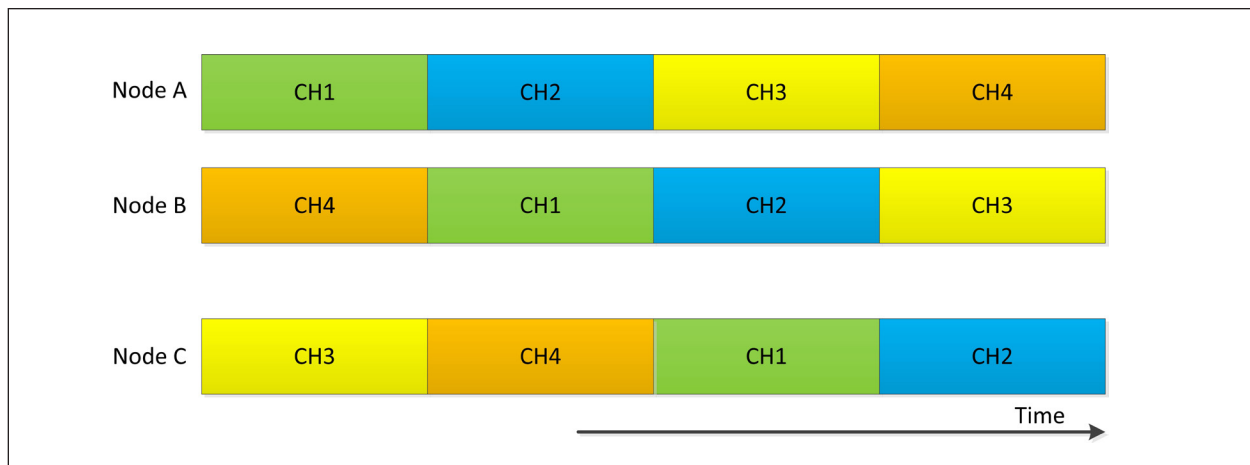 Node A CH1 CH2 CH3 CH4
Node B CH4 CH1 CH2 CH3
Node C CH3 CH4 CH1 CH2
Time